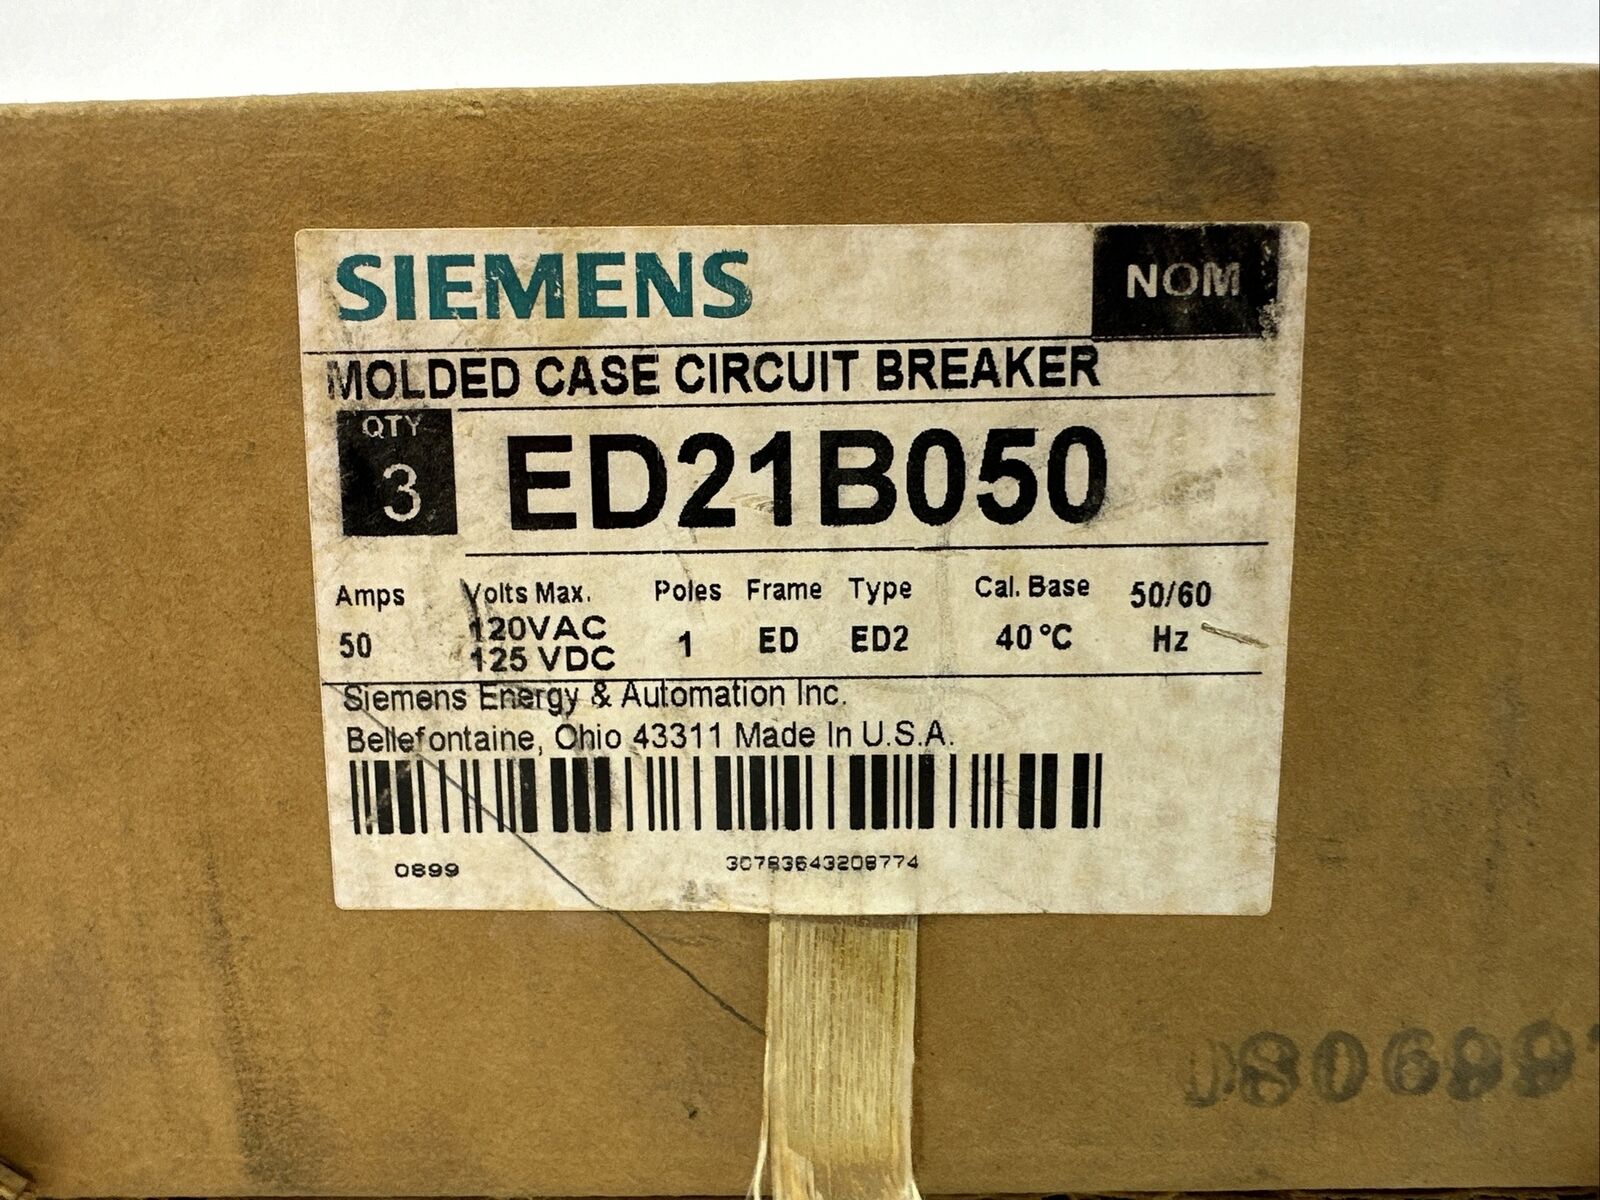 SIEMENS
NOM
MOLDED CASE CIRCUIT BREAKER
QTY
3
ED21B050
Amps Volts Max. Poles Frame Type Cal. Base 50/60
50 120VAC 1 ED ED2 40°C Hz
125 VDC
Siemens Energy & Automation Inc.
Bellefontaine, Ohio 43311 Made In U.S.A.
0899
30783643208774